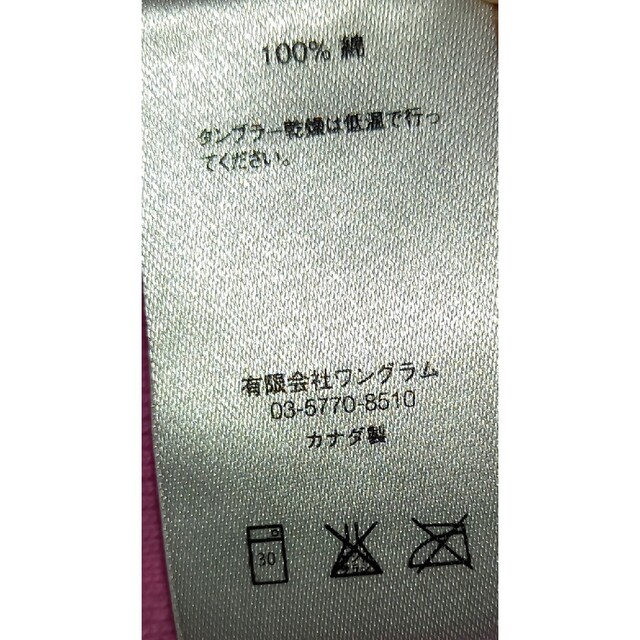 100% 綿
タンブラー乾燥は低温で行っ
てください。
有限会社ワングラム
03-5770-8510
カナダ製
30